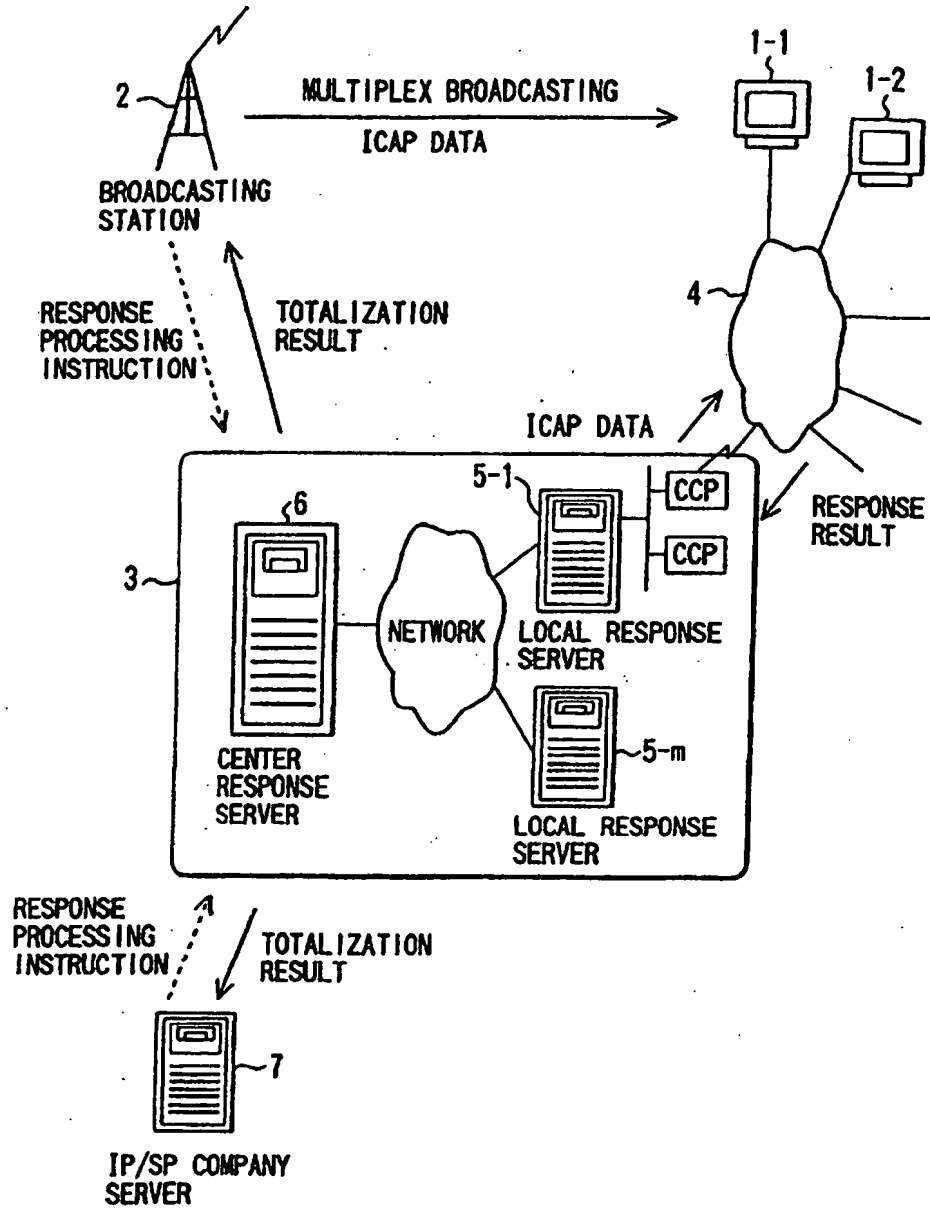 1-1
1-2
2
MULTIPLEX BROADCASTING
ICAP DATA
BROADCASTING
STATION
4
RESPONSE
PROCESSING
INSTRUCTION
TOTALIZATION
RESULT
ICAP DATA
5-1
CCP
RESPONSE
RESULT
6
CCP
3
NETWORK
LOCAL RESPONSE
SERVER
5-m
CENTER
RESPONSE
SERVER
LOCAL RESPONSE
SERVER
RESPONSE
PROCESSING
INSTRUCTION
TOTALIZATION
RESULT
7
IP/SP COMPANY
SERVER